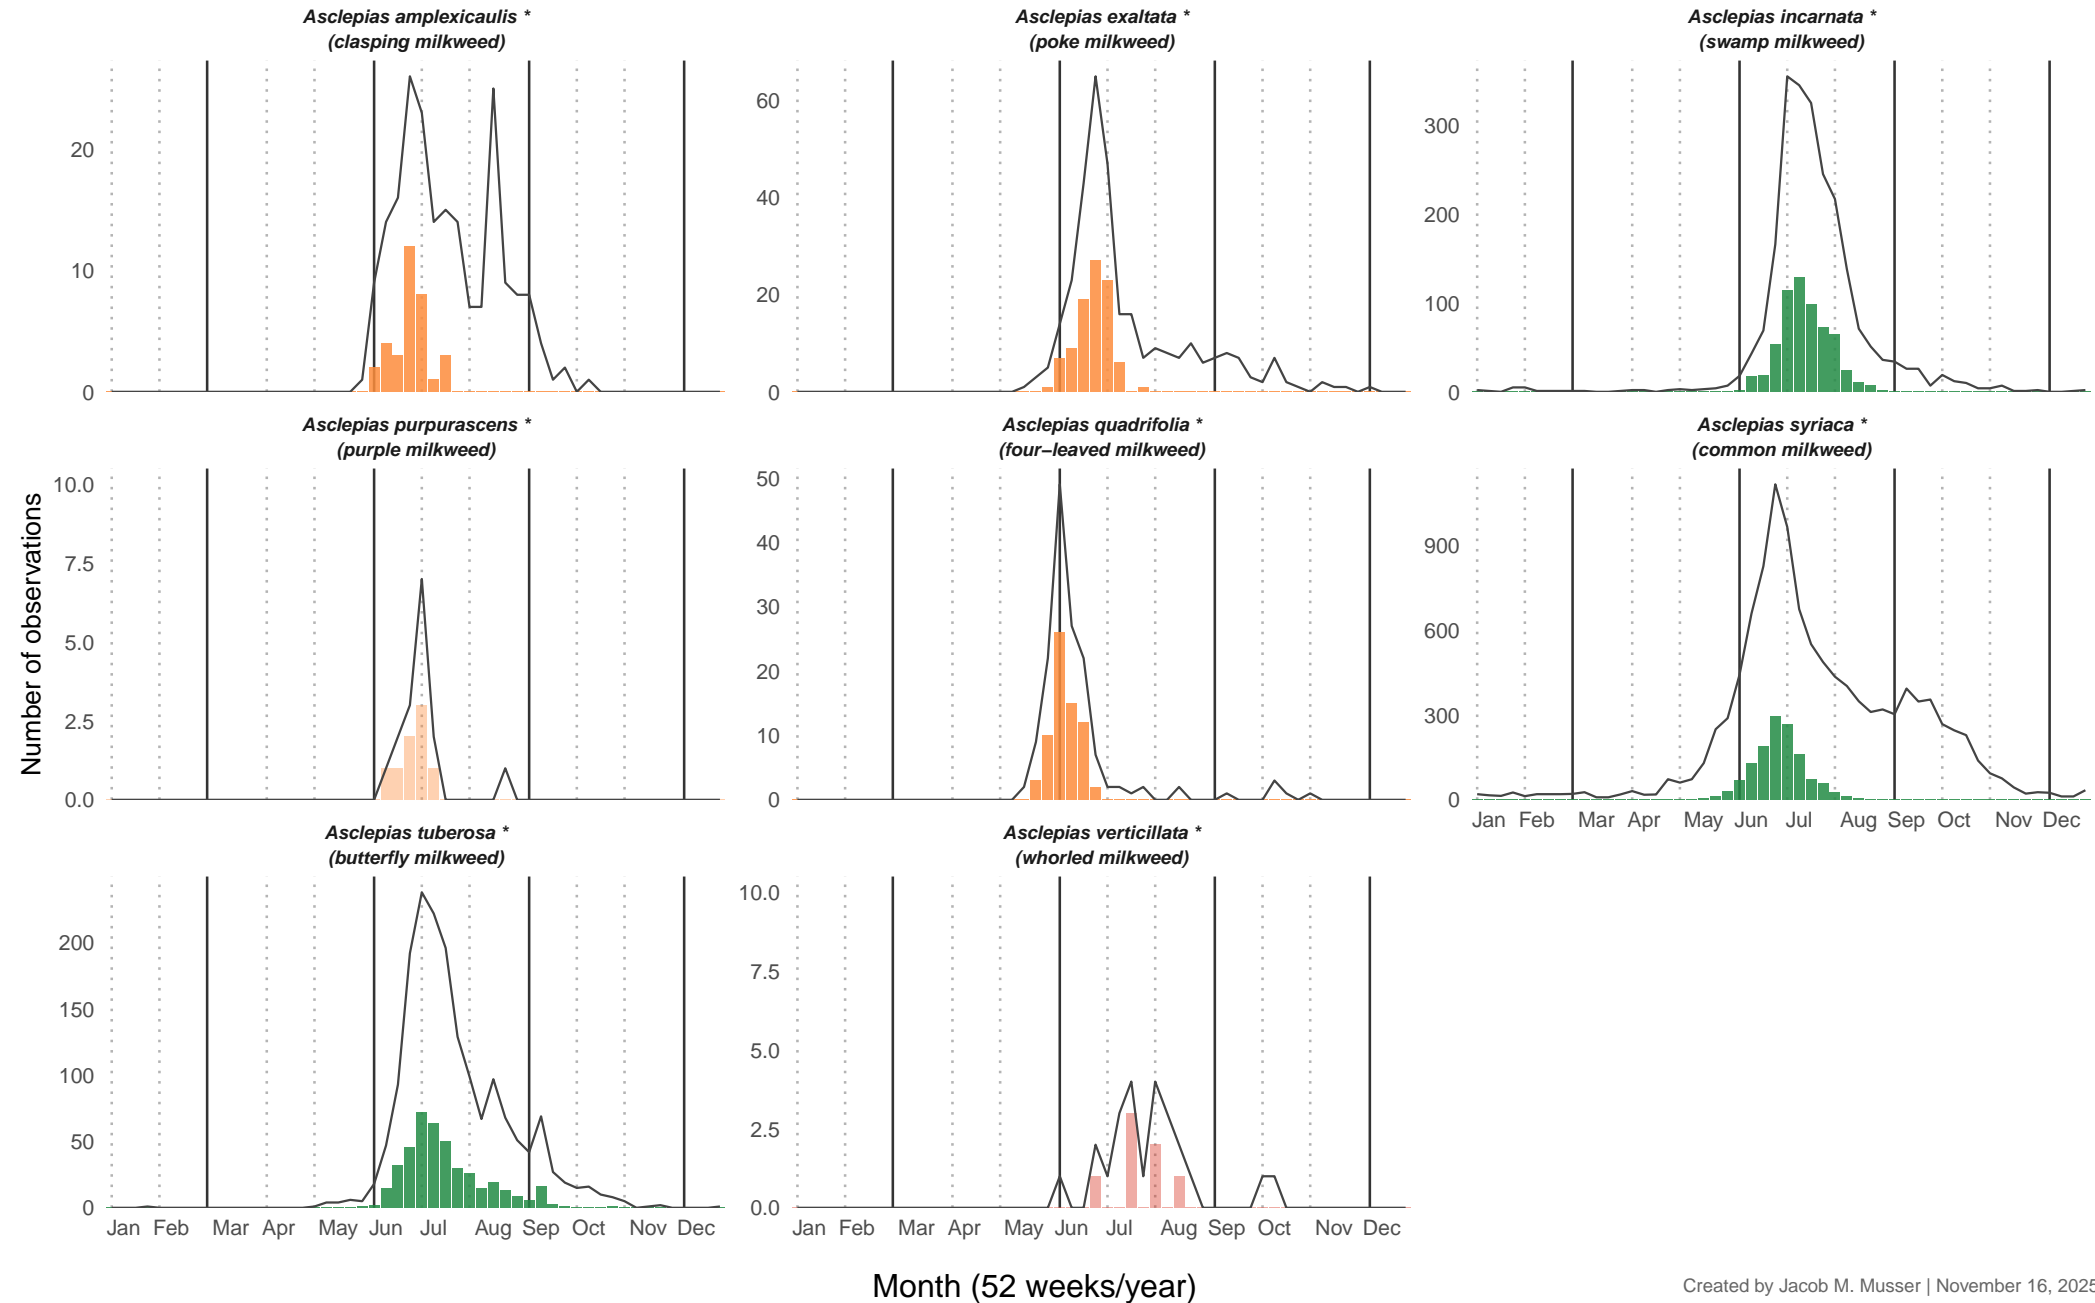 Asclepias amplexicaulis *
(clasping milkweed)
Asclepias exaltata *
(poke milkweed)
Asclepias incarnata *
(swamp milkweed)
20
10
0
60
40
20
0
300
200
100
0
Asclepias purpurascens *
(purple milkweed)
Asclepias quadrifolia *
(four–leaved milkweed)
Asclepias syriaca *
(common milkweed)
10.0
7.5
5.0
2.5
0.0
50
40
30
20
10
0
900
600
300
0
Jan Feb Mar Apr May Jun Jul Aug Sep Oct Nov Dec
Number of observations
Asclepias tuberosa *
(butterfly milkweed)
Asclepias verticillata *
(whorled milkweed)
200
150
100
50
0
10.0
7.5
5.0
2.5
0.0
Jan Feb Mar Apr May Jun Jul Aug Sep Oct Nov Dec
Jan Feb Mar Apr May Jun Jul Aug Sep Oct Nov Dec
Month (52 weeks/year)
Created by Jacob M. Musser | November 16, 2025